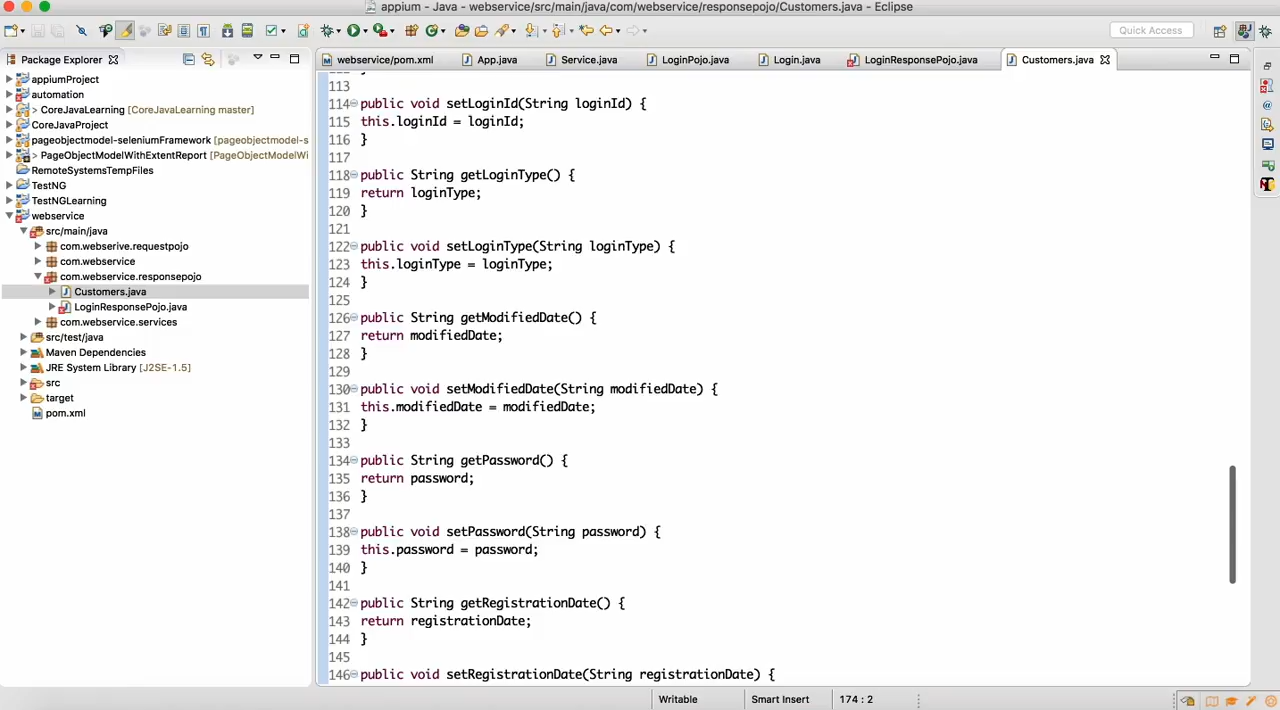 appium - Java - webservice/src/main/java/com/webservice/responsepojo/Customers.java - Eclipse
Quick Access
Package Explorer
webservice/pom.xml
App.java
Service.java
LoginPojo.java
Login.java
LoginResponsePojo.java
Customers.java
appiumProject
automation
> CoreJavaLearning [CoreJavaLearning master]
CoreJavaProject
pageobjectmodel-seleniumFramework [pageobjectmodel-s
> PageObjectModelWithExtentReport [PageObjectModelWi
RemoteSystemsTempFiles
TestNG
TestNGLearning
webservice
src/main/java
com.webserive.requestpojo
com.webservice
com.webservice.responsepojo
Customers.java
LoginResponsePojo.java
com.webservice.services
src/test/java
Maven Dependencies
JRE System Library [J2SE-1.5]
src
target
pom.xml
113
114 public void setLoginId(String loginId) {
115 this.loginId = loginId;
116 }
117
118 public String getLoginType() {
119 return loginType;
120 }
121
122 public void setLoginType(String loginType) {
123 this.loginType = loginType;
124 }
125
126 public String getModifiedDate() {
127 return modifiedDate;
128 }
129
130 public void setModifiedDate(String modifiedDate) {
131 this.modifiedDate = modifiedDate;
132 }
133
134 public String getPassword() {
135 return password;
136 }
137
138 public void setPassword(String password) {
139 this.password = password;
140 }
141
142 public String getRegistrationDate() {
143 return registrationDate;
144 }
145
146 public void setRegistrationDate(String registrationDate) {
Writable
Smart Insert
174 : 2